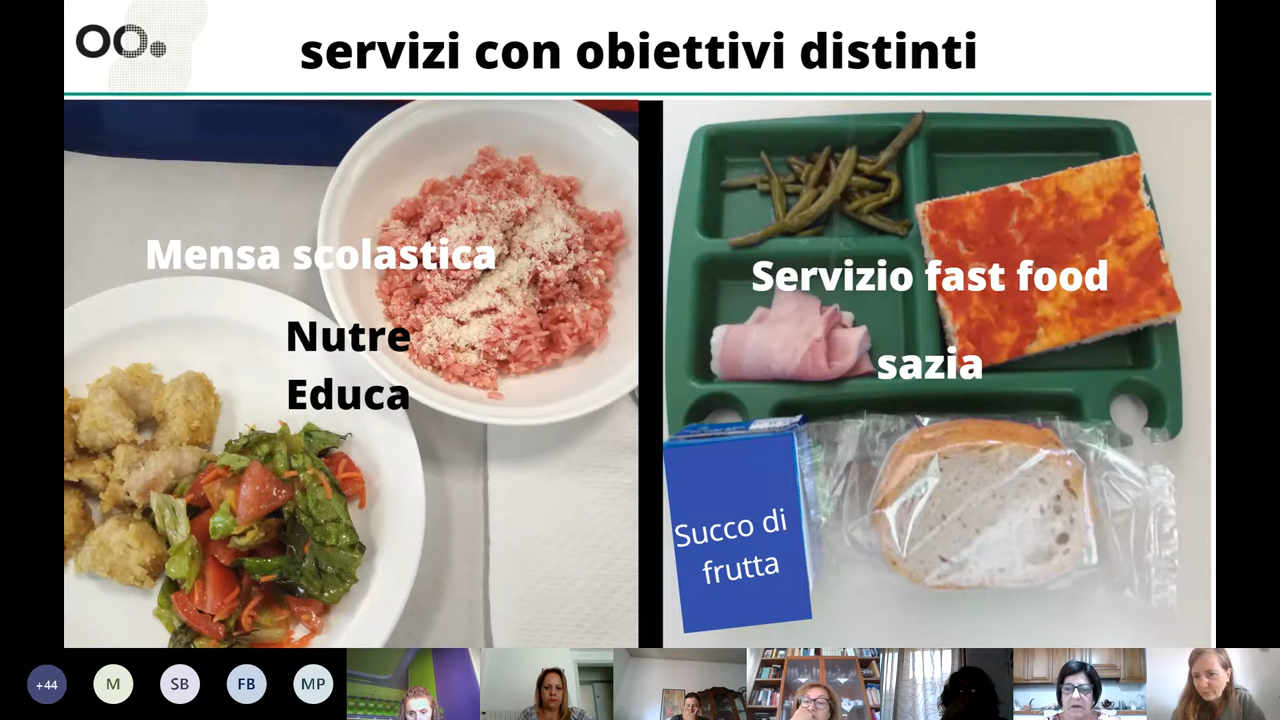 OO.
servizi con obiettivi distinti
Mensa scolastica
Nutre
Educa
Servizio fast food
sazia
Succo di
frutta
+44
M
SB
FB
MP